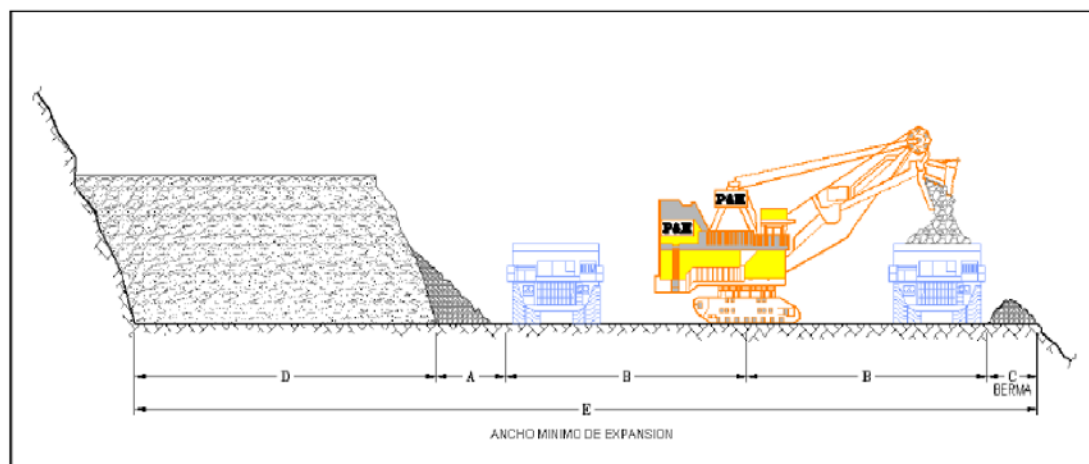 P&H
P&H
D A B B C
BERMA
E
ANCHO MINIMO DE EXPANSION